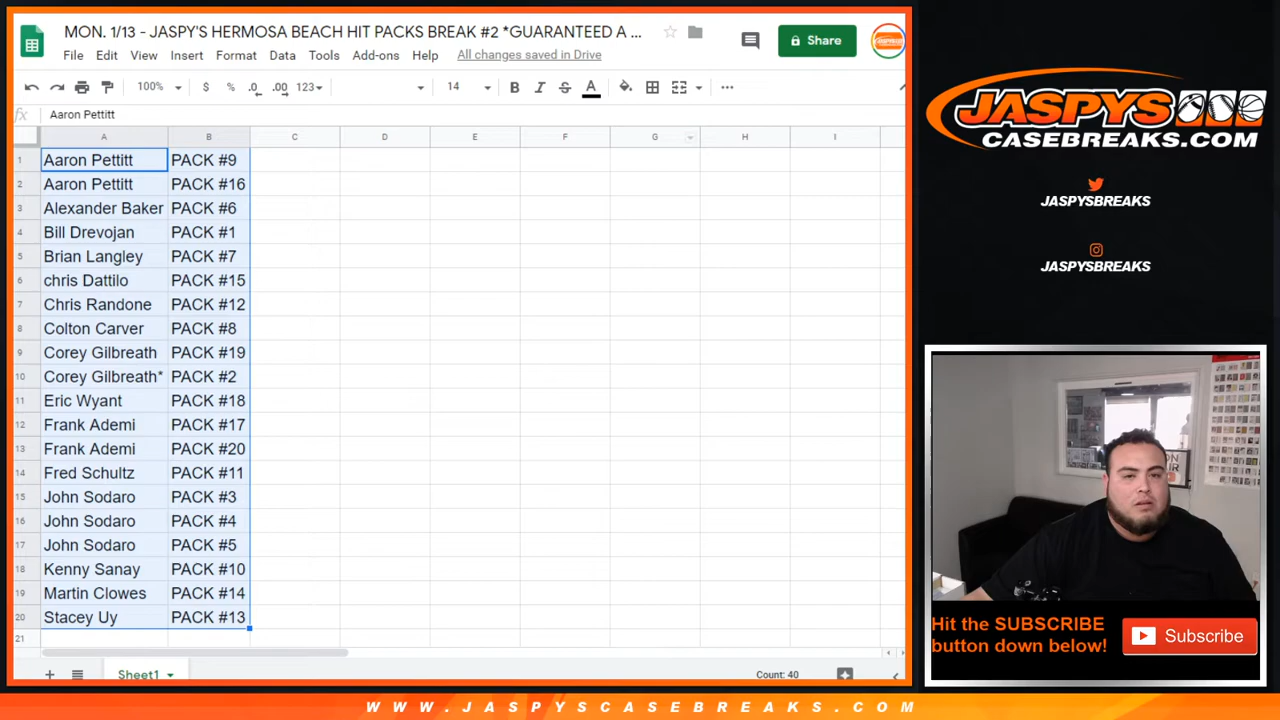 MON. 1/13 - JASPY'S HERMOSA BEACH HIT PACKS BREAK #2 *GUARANTEED A ...
File Edit View Insert Format Data Tools Add-ons Help All changes saved in Drive
Share
100% $ % .0 .00 123 14 B I S A
fx Aaron Pettitt
A B C D E F G H I
1 Aaron Pettitt PACK #9
2 Aaron Pettitt PACK #16
3 Alexander Baker PACK #6
4 Bill Drevojan PACK #1
5 Brian Langley PACK #7
6 chris Dattilo PACK #15
7 Chris Randone PACK #12
8 Colton Carver PACK #8
9 Corey Gilbreath PACK #19
10 Corey Gilbreath* PACK #2
11 Eric Wyant PACK #18
12 Frank Ademi PACK #17
13 Frank Ademi PACK #20
14 Fred Schultz PACK #11
15 John Sodaro PACK #3
16 John Sodaro PACK #4
17 John Sodaro PACK #5
18 Kenny Sanay PACK #10
19 Martin Clowes PACK #14
20 Stacey Uy PACK #13
21
Sheet1 Count: 40
JASPYS
CASEBREAKS.COM
JASPYSBREAKS
JASPYSBREAKS
Hit the SUBSCRIBE
button down below!
Subscribe
WWW.JASPYSCASEBREAKS.COM